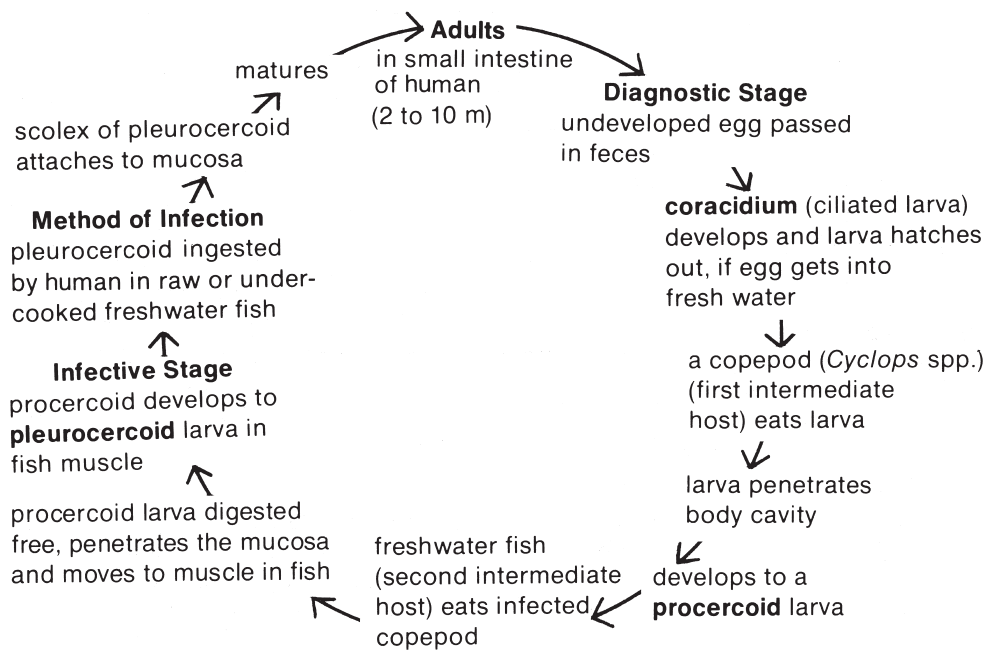 Adults
in small intestine
of human
(2 to 10 m)
Diagnostic Stage
undeveloped egg passed
in feces
coracidium (ciliated larva)
develops and larva hatches
out, if egg gets into
fresh water
a copepod (Cyclops spp.)
(first intermediate
host) eats larva
larva penetrates
body cavity
develops to a
procercoid larva
freshwater fish
(second intermediate
host) eats infected
copepod
procercoid larva digested
free, penetrates the mucosa
and moves to muscle in fish
Infective Stage
procercoid develops to
pleurocercoid larva in
fish muscle
Method of Infection
pleurocercoid ingested
by human in raw or under-
cooked freshwater fish
scolex of pleurocercoid
attaches to mucosa
matures